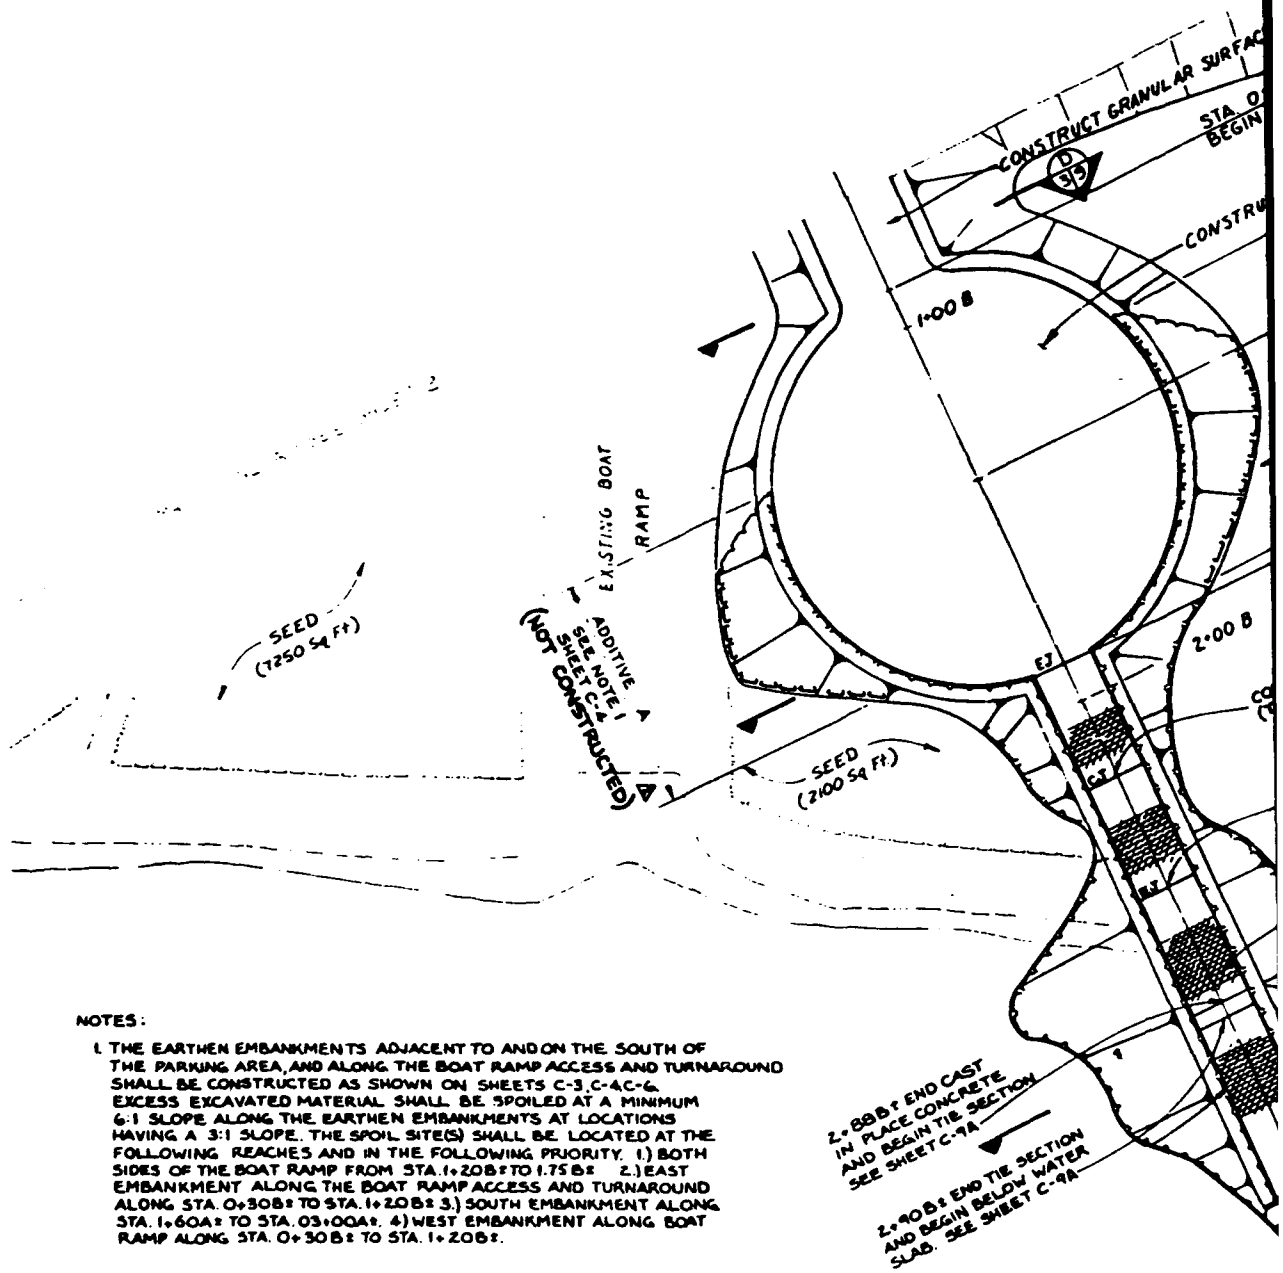 CONSTRUCT GRANULAR SURFAC
STA. 0
BEGIN
D
3 9
CONSTRU
1+00 B
EXISTING BOAT
RAMP
SEED
(7250 Sq Ft)
ADDITIVE
SEE NOTE 1
SHEET C-4
(NOT CONSTRUCTED)
2+00 B
EJ
CO
SEED
(2100 Sq Ft)
CJ
EJ
NOTES:
1. THE EARTHEN EMBANKMENTS ADJACENT TO AND ON THE SOUTH OF
THE PARKING AREA, AND ALONG THE BOAT RAMP ACCESS AND TURNAROUND
SHALL BE CONSTRUCTED AS SHOWN ON SHEETS C-3, C-4, C-6.
EXCESS EXCAVATED MATERIAL SHALL BE SPOILED AT A MINIMUM
6:1 SLOPE ALONG THE EARTHEN EMBANKMENTS AT LOCATIONS
HAVING A 3:1 SLOPE. THE SPOIL SITE(S) SHALL BE LOCATED AT THE
FOLLOWING REACHES AND IN THE FOLLOWING PRIORITY. 1.) BOTH
SIDES OF THE BOAT RAMP FROM STA. 1+20B± TO 1.75B± 2.) EAST
EMBANKMENT ALONG THE BOAT RAMP ACCESS AND TURNAROUND
ALONG STA. 0+30B± TO STA. 1+20B± 3.) SOUTH EMBANKMENT ALONG
STA. 1+60A± TO STA. 03+00A±. 4) WEST EMBANKMENT ALONG BOAT
RAMP ALONG STA. 0+30B± TO STA. 1+20B±.
2+88B± END CAST
IN PLACE CONCRETE
AND BEGIN TIE SECTION
SEE SHEET C-9A
2+90B± END TIE SECTION
AND BEGIN BELOW WATER
SLAB. SEE SHEET C-9A